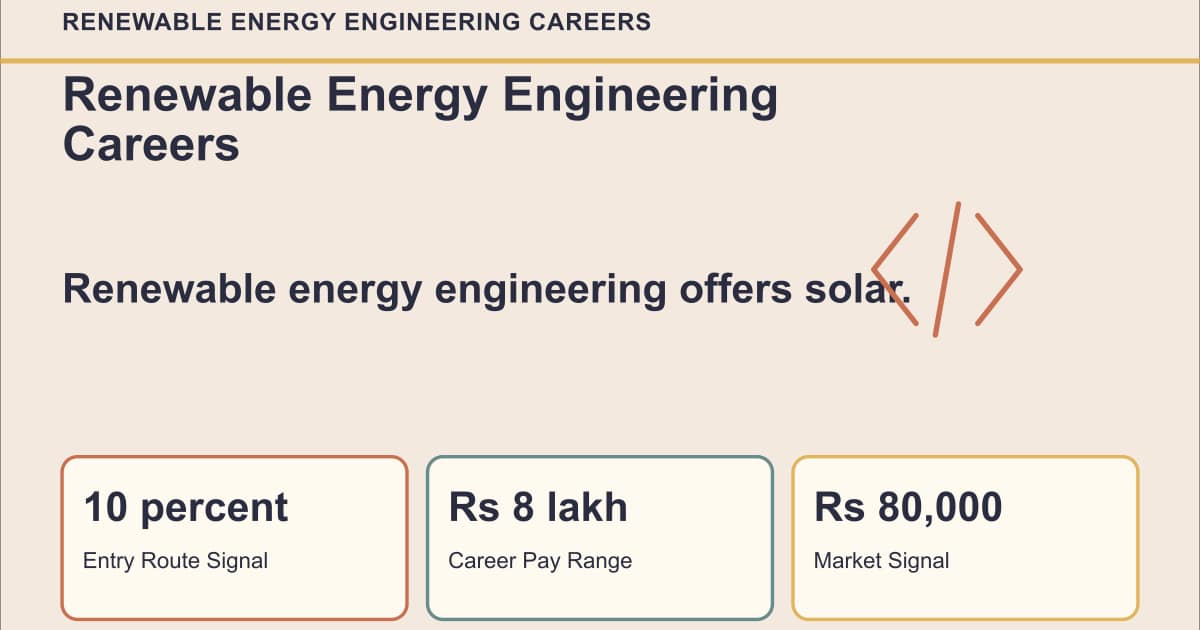 RENEWABLE ENERGY ENGINEERING CAREERS
Renewable Energy Engineering
Careers
Renewable energy engineering offers solar.
10 percent
Entry Route Signal
Rs 8 lakh
Career Pay Range
Rs 80,000
Market Signal